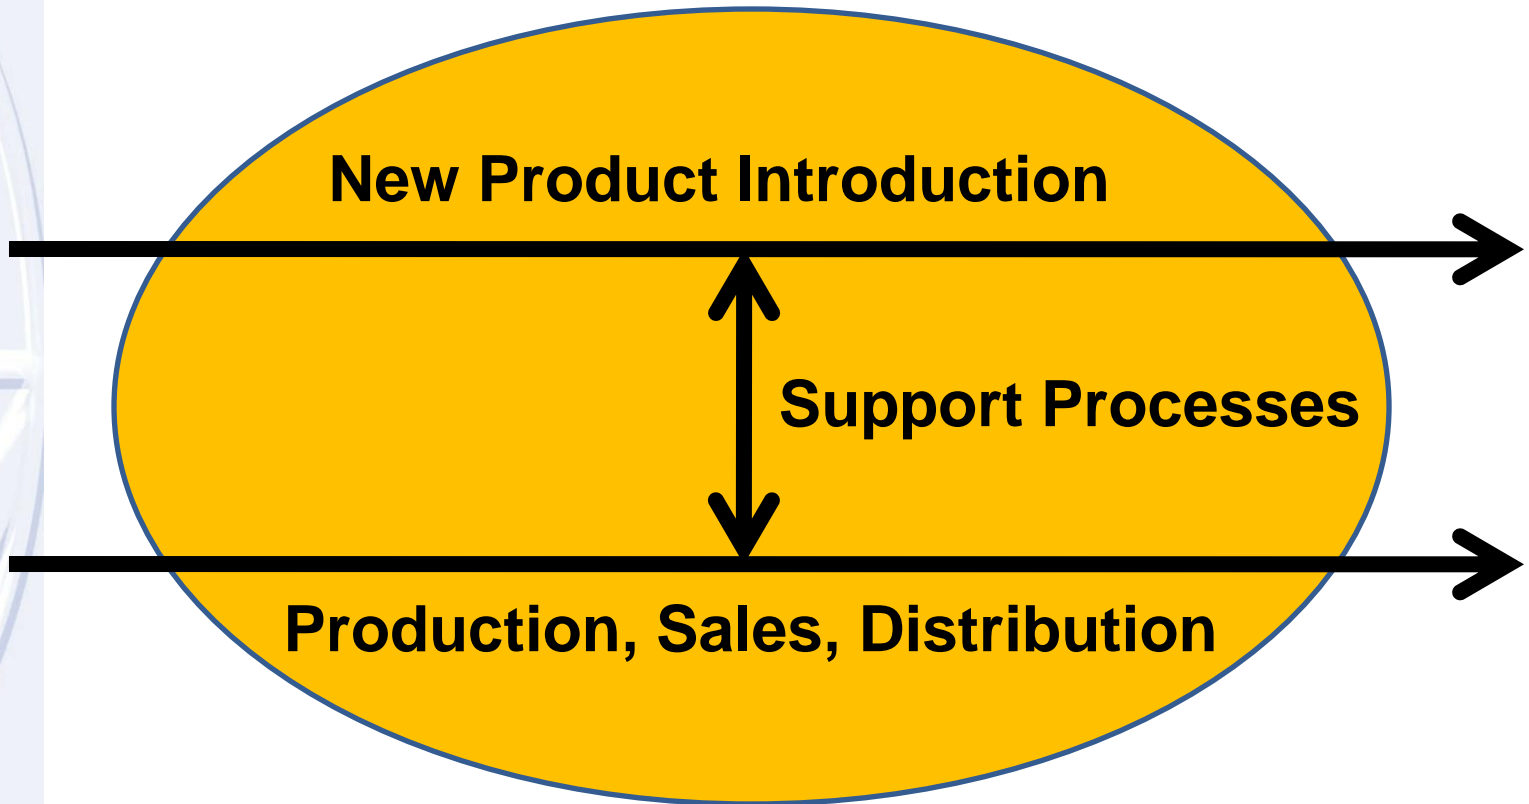 New Product Introduction
Support Processes
Production, Sales, Distribution